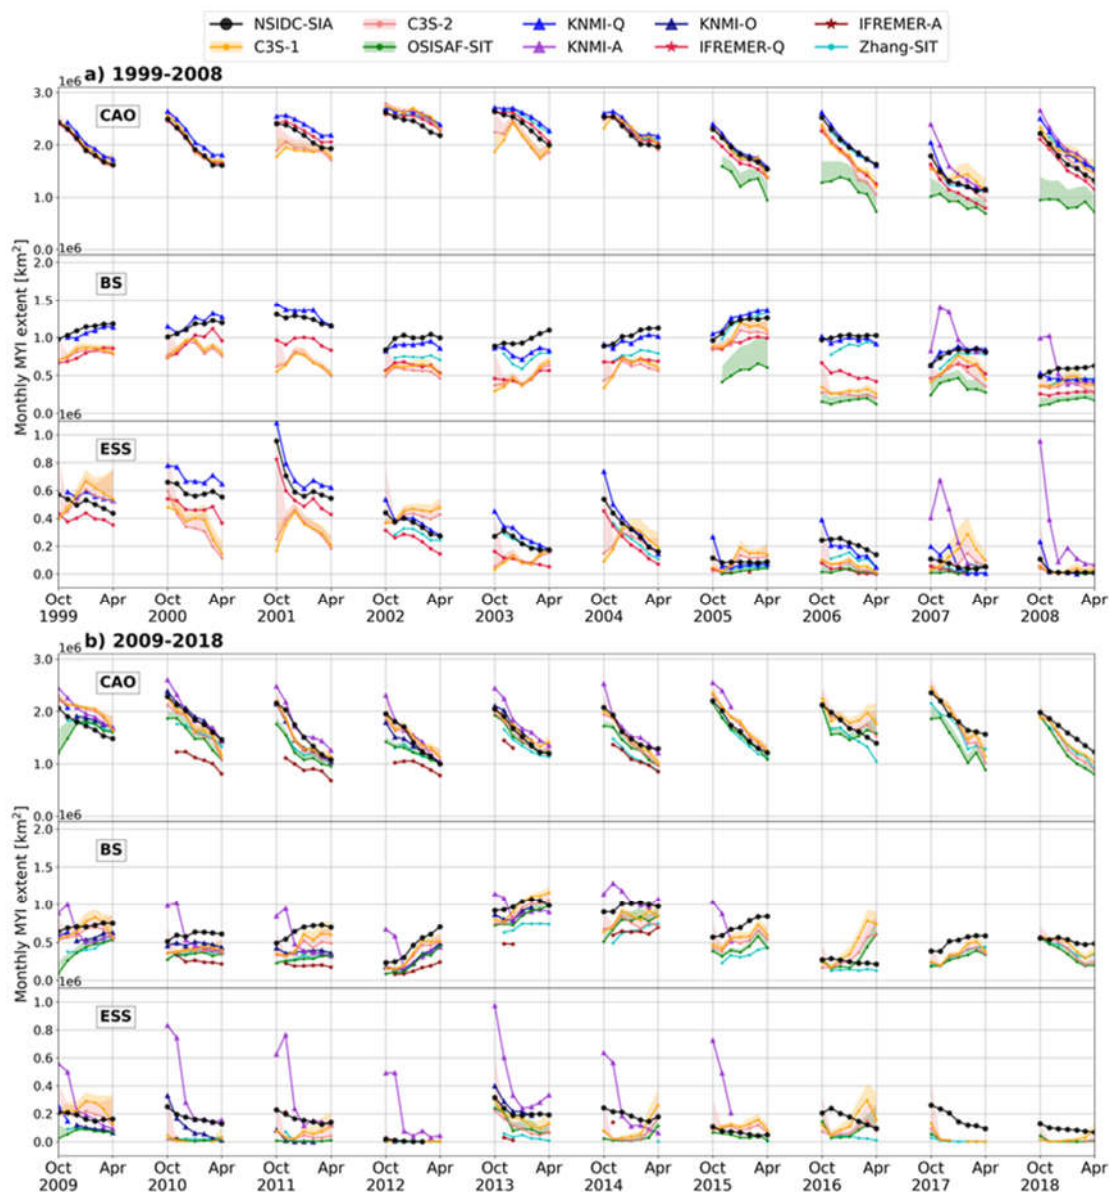 NSIDC-SIA C3S-2 KNMI-Q KNMI-O IFREMER-A
C3S-1 OSISAF-SIT KNMI-A IFREMER-Q Zhang-SIT
a) 1999-2008
1e6
CAO
3.0
2.0
1.0
0.0
1e6
BS
2.0
1.5
1.0
0.5
0.0
1e6
ESS
1.0
0.8
0.6
0.4
0.2
0.0
Monthly MYI extent [km²]
Oct Apr Oct Apr Oct Apr Oct Apr Oct Apr Oct Apr Oct Apr Oct Apr Oct Apr Oct Apr
1999 2000 2001 2002 2003 2004 2005 2006 2007 2008
b) 2009-2018
1e6
CAO
3.0
2.0
1.0
0.0
1e6
BS
2.0
1.5
1.0
0.5
0.0
1e6
ESS
1.0
0.8
0.6
0.4
0.2
0.0
Monthly MYI extent [km²]
Oct Apr Oct Apr Oct Apr Oct Apr Oct Apr Oct Apr Oct Apr Oct Apr Oct Apr Oct Apr
2009 2010 2011 2012 2013 2014 2015 2016 2017 2018